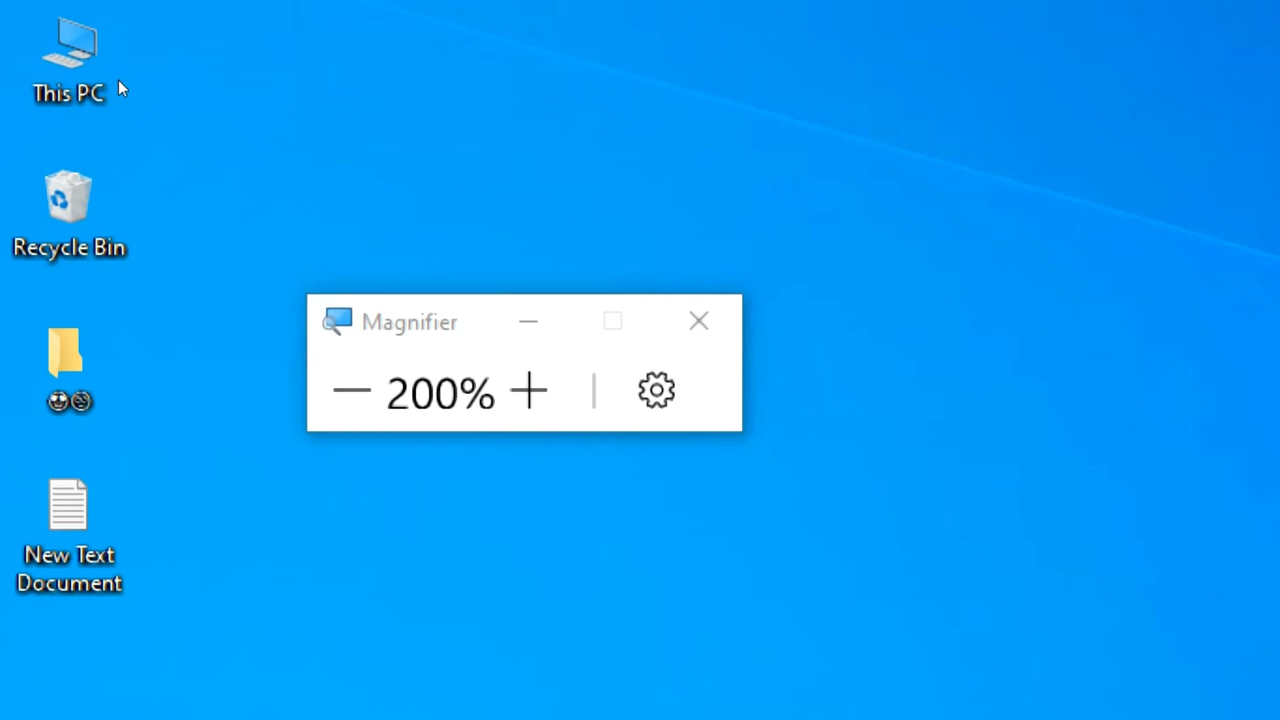 This PC
Recycle Bin
Magnifier
200%
New Text
Document